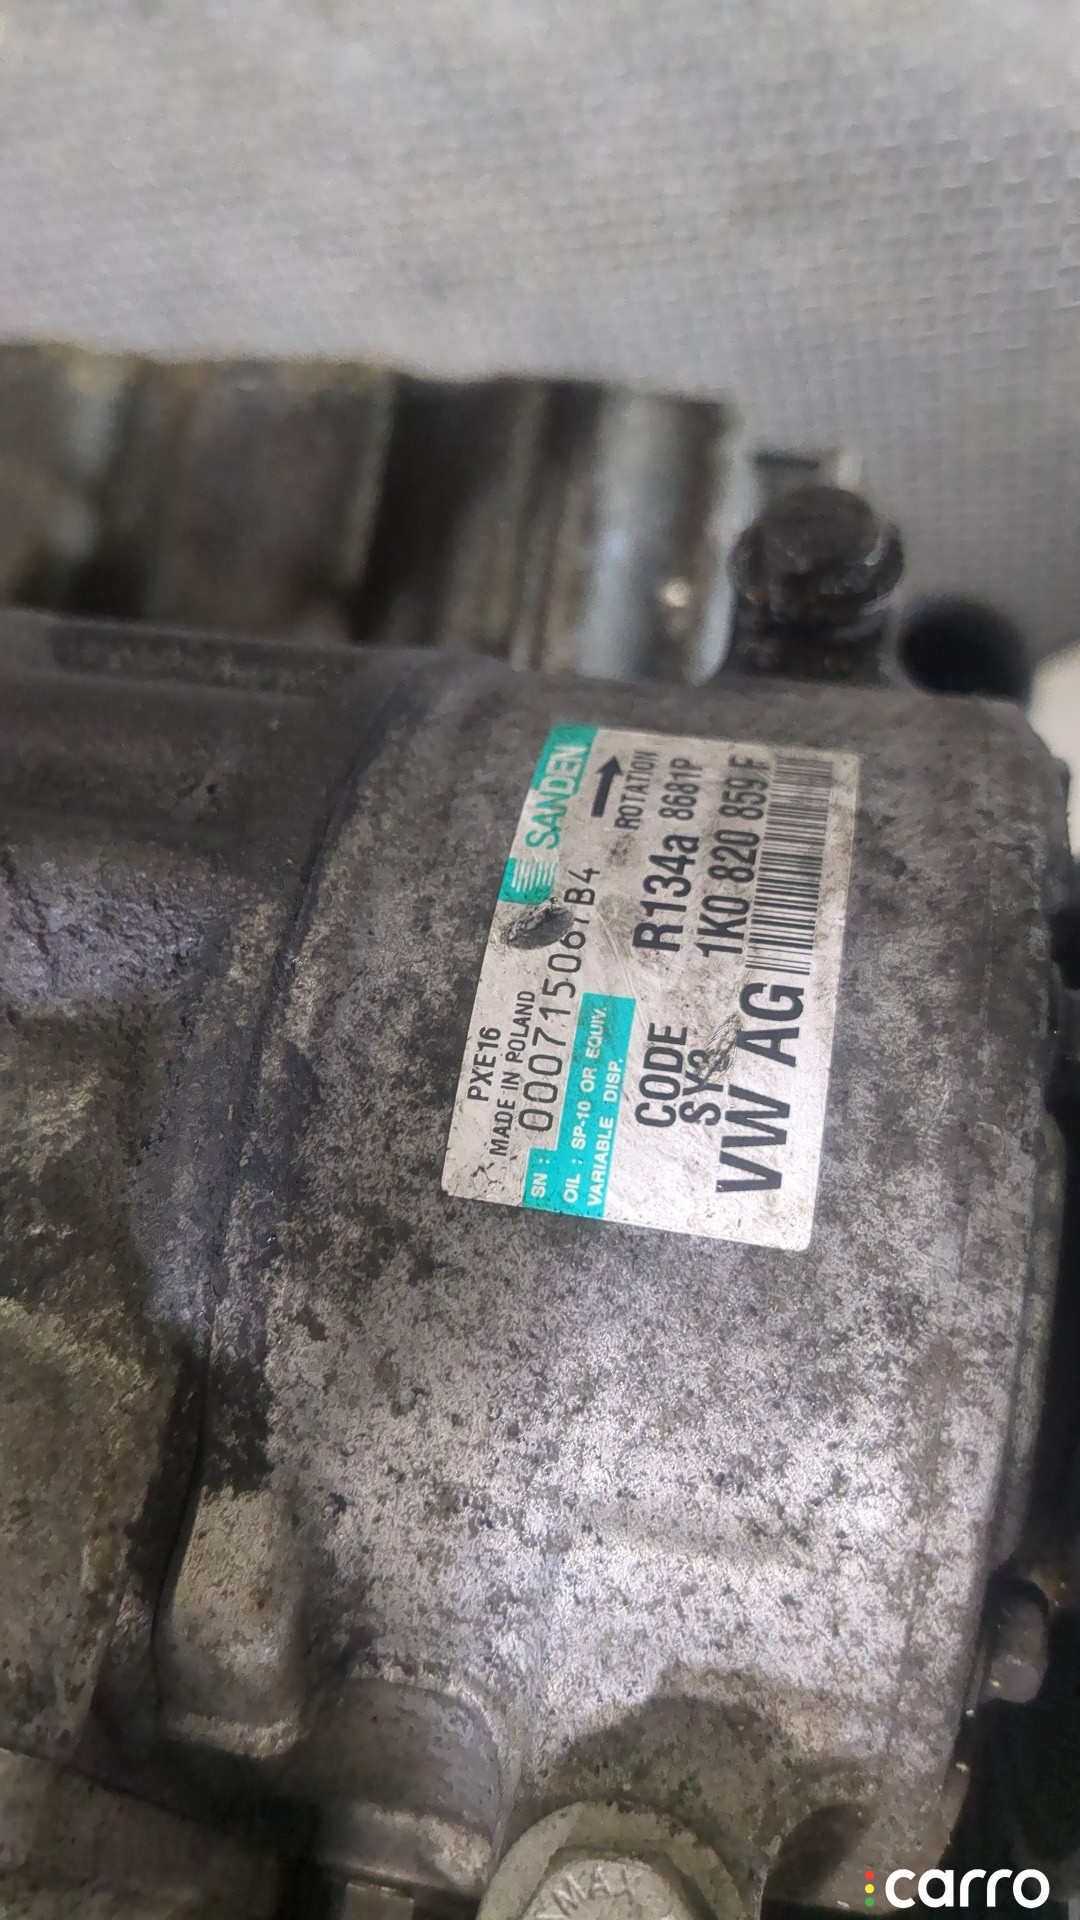 SANDEN
PXE16
MADE IN POLAND
SN :
OIL : SP-10 OR EQUIV.
VARIABLE DISP.
ROTATION
CODE R134a 8681P
SY3 1K0 820 859 F
VW AG
carro